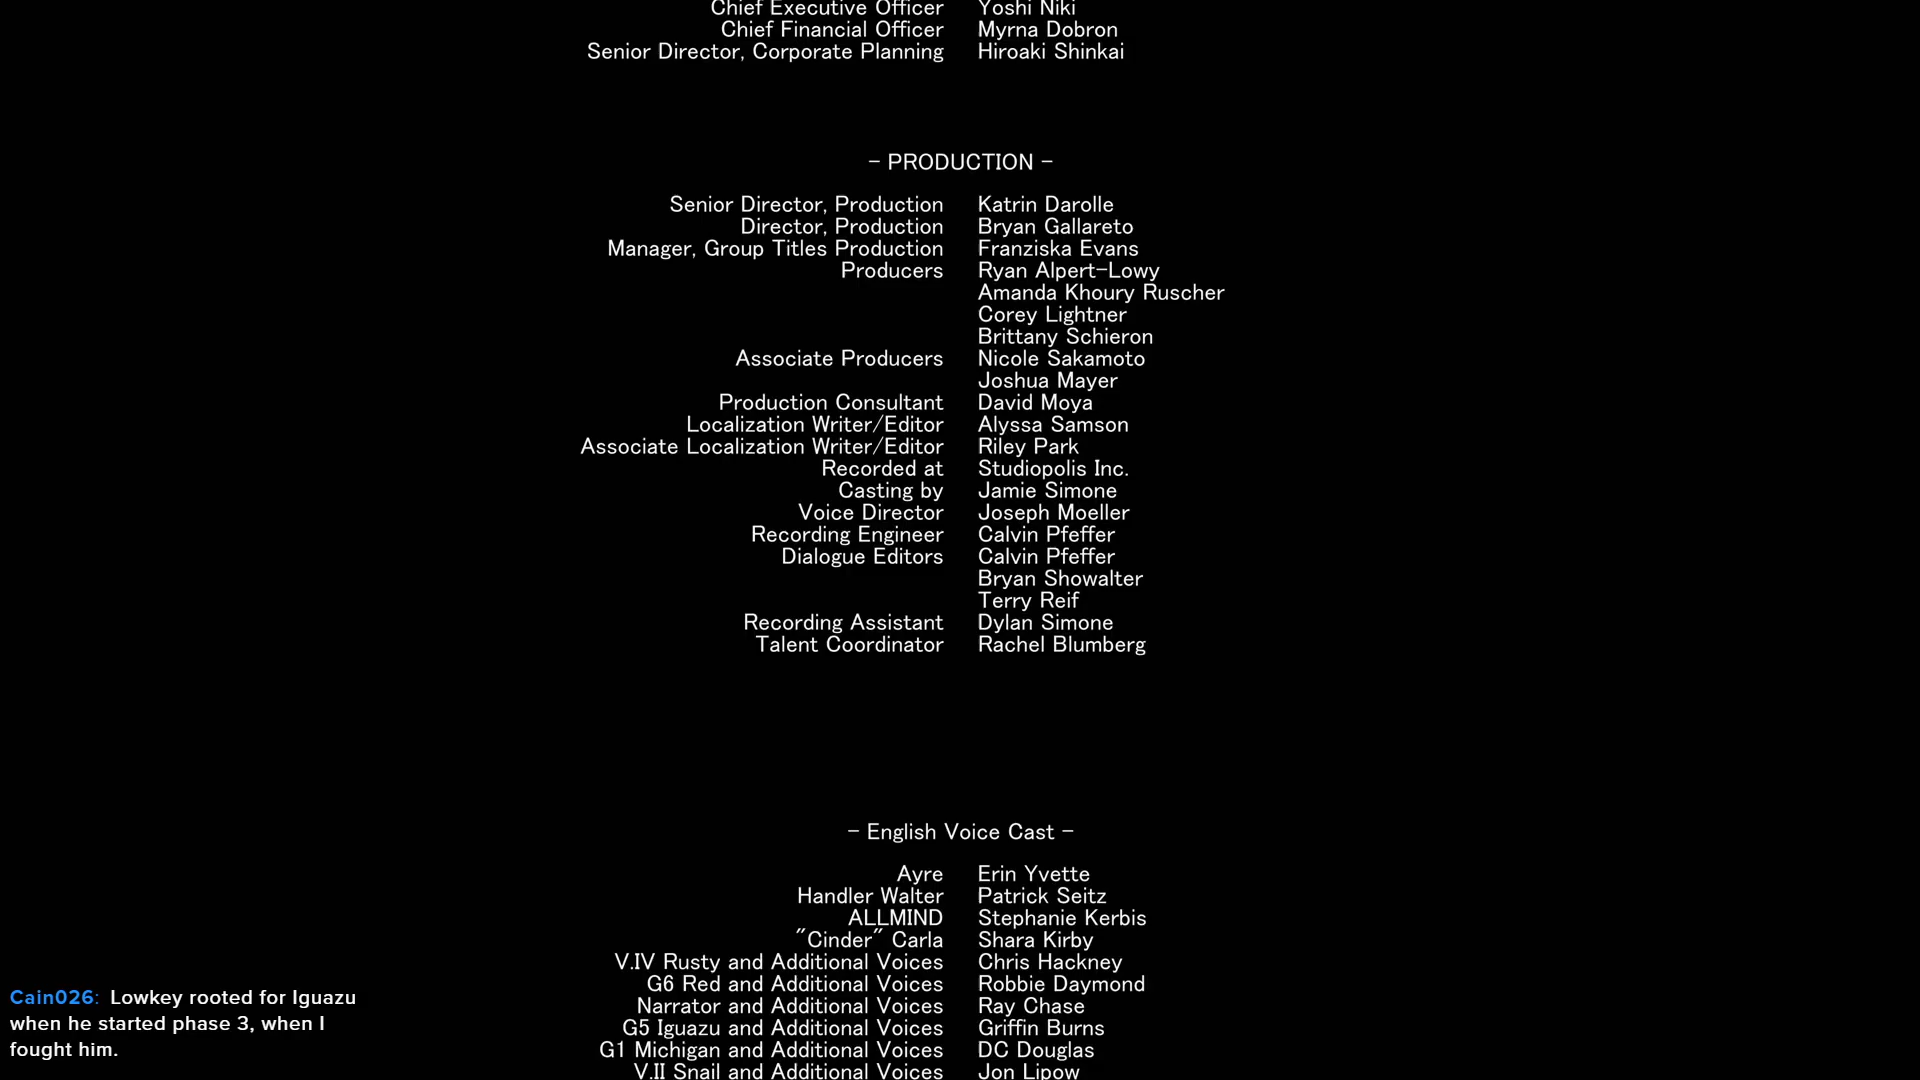 Chief Executive Officer Yoshi Niki
Chief Financial Officer Myrna Dobron
Senior Director, Corporate Planning Hiroaki Shinkai
- PRODUCTION -
Senior Director, Production Katrin Darolle
Director, Production Bryan Gallareto
Manager, Group Titles Production Franziska Evans
Producers Ryan Alpert-Lowy
Amanda Khoury Ruscher
Corey Lightner
Brittany Schieron
Associate Producers Nicole Sakamoto
Joshua Mayer
Production Consultant David Moya
Localization Writer/Editor Alyssa Samson
Associate Localization Writer/Editor Riley Park
Recorded at Studiopolis Inc.
Casting by Jamie Simone
Voice Director Joseph Moeller
Recording Engineer Calvin Pfeffer
Dialogue Editors Calvin Pfeffer
Bryan Showalter
Terry Reif
Recording Assistant Dylan Simone
Talent Coordinator Rachel Blumberg
- English Voice Cast -
Ayre Erin Yvette
Handler Walter Patrick Seitz
ALLMIND Stephanie Kerbis
"Cinder" Carla Shara Kirby
V.IV Rusty and Additional Voices Chris Hackney
G6 Red and Additional Voices Robbie Daymond
Narrator and Additional Voices Ray Chase
G5 Iguazu and Additional Voices Griffin Burns
G1 Michigan and Additional Voices DC Douglas
V.II Snail and Additional Voices Jon Lipow
Cain026: Lowkey rooted for Iguazu
when he started phase 3, when I
fought him.